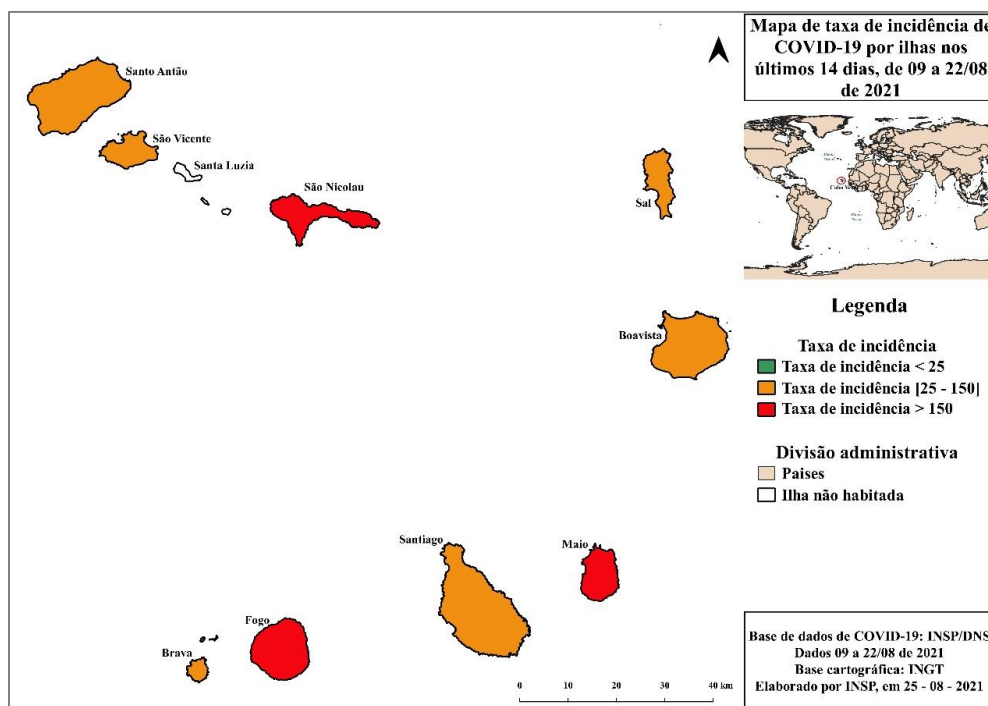 Mapa de taxa de incidência de
COVID-19 por ilhas nos
últimos 14 dias, de 09 a 22/08
de 2021
Santo Antão
São Vicente
Santa Luzia
São Nicolau
Sal
Boavista
Santiago
Maio
Fogo
Brava
Legenda
Taxa de incidência
Taxa de incidência < 25
Taxa de incidência [25 - 150]
Taxa de incidência > 150
Divisão administrativa
Paises
Ilha não habitada
0 10 20 30 40 km
Base de dados de COVID-19: INSP/DNS
Dados 09 a 22/08 de 2021
Base cartográfica: INGT
Elaborado por INSP, em 25 - 08 - 2021